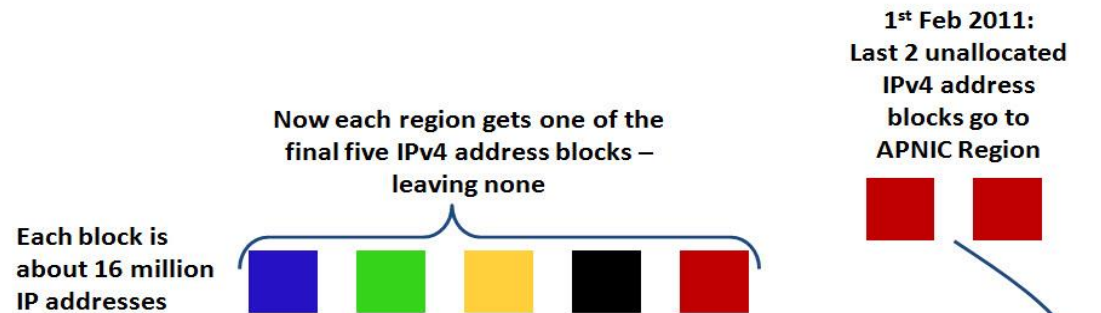 1st Feb 2011:
Last 2 unallocated
IPv4 address
blocks go to
APNIC Region
Now each region gets one of the
final five IPv4 address blocks –
leaving none
Each block is
about 16 million
IP addresses